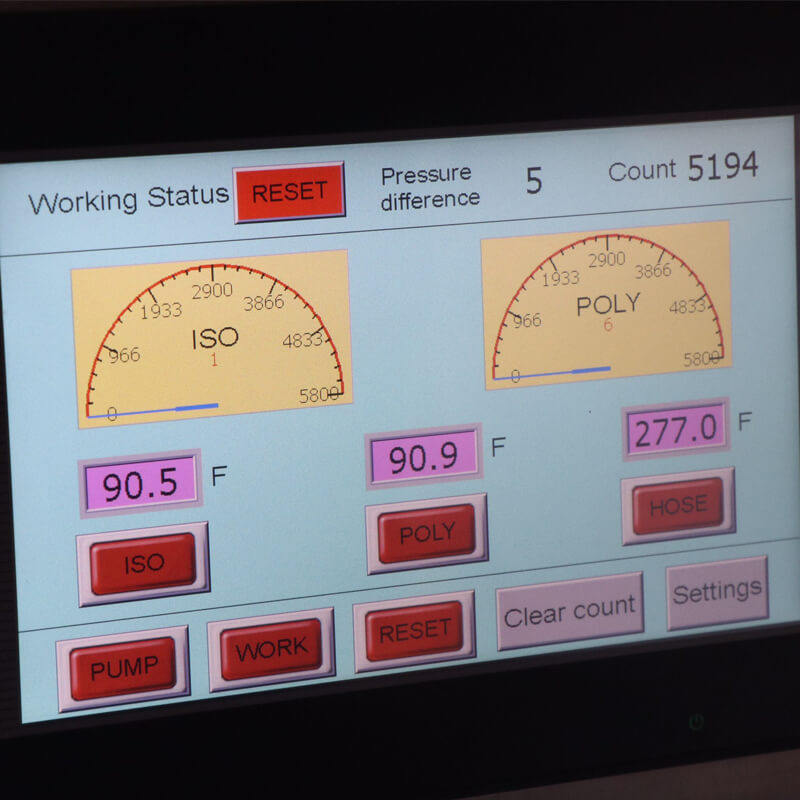 Working Status RESET Pressure difference 5 Count 5194
2900
1933
3866
966
ISO
4833
1
0
5800
2900
1933
3866
966
POLY
4833
6
0
5800
90.5 F
90.9 F
277.0 F
ISO
POLY
HOSE
PUMP
WORK
RESET
Clear count
Settings